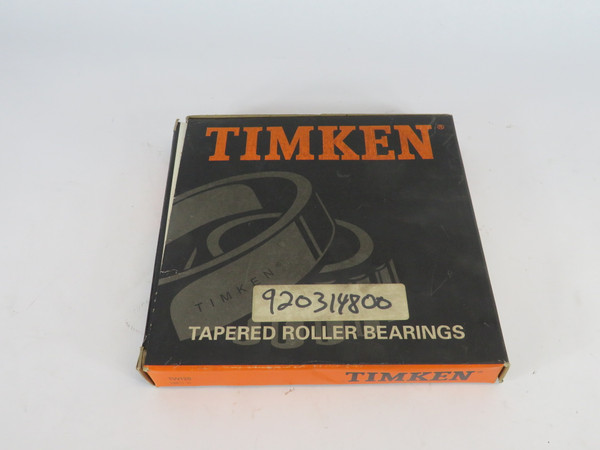 TIMKEN®
TIMKEN®
920314800
TAPERED ROLLER BEARINGS
TIMKEN